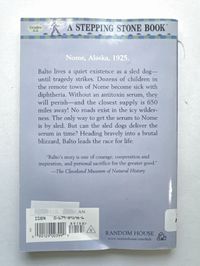 A STEPPING STONE BOOK
Nome, Alaska, 1925.
Balto lives a quiet existence as a sled dog—
until tragedy strikes. Dozens of children in
the remote town of Nome become sick with
diphtheria. Without an antitoxin serum, they
will perish—and the closest supply is 650
miles away! No roads exist in the icy wilder-
ness. The only way to get the serum to Nome
is by sled. But can the sled dogs deliver the
serum in time? Heading bravely into a brutal
blizzard, Balto leads the race for life.
"Balto's story is one of courage, cooperation and
inspiration, and personal sacrifice for the greater good."
—The Cleveland Museum of Natural History
AN
ISBN
RANDOM HOUSE